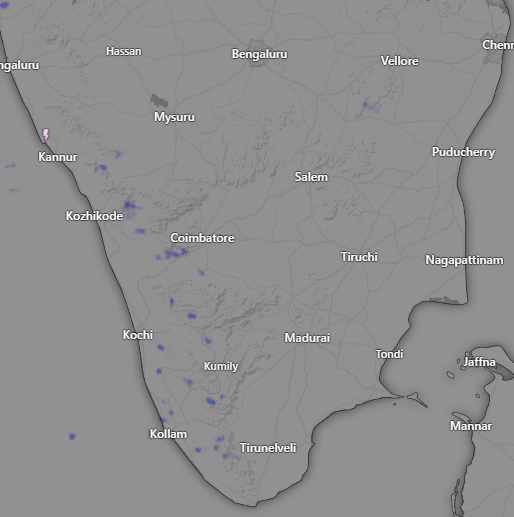 Hassan
Bengaluru
Chenn
ngaluru
Vellore
Mysuru
Kannur
Puducherry
Salem
Kozhikode
Coimbatore
Tiruchi
Nagapattinam
Kochi
Madurai
Tondi
Kumily
Jaffna
Kollam
Mannar
Tirunelveli